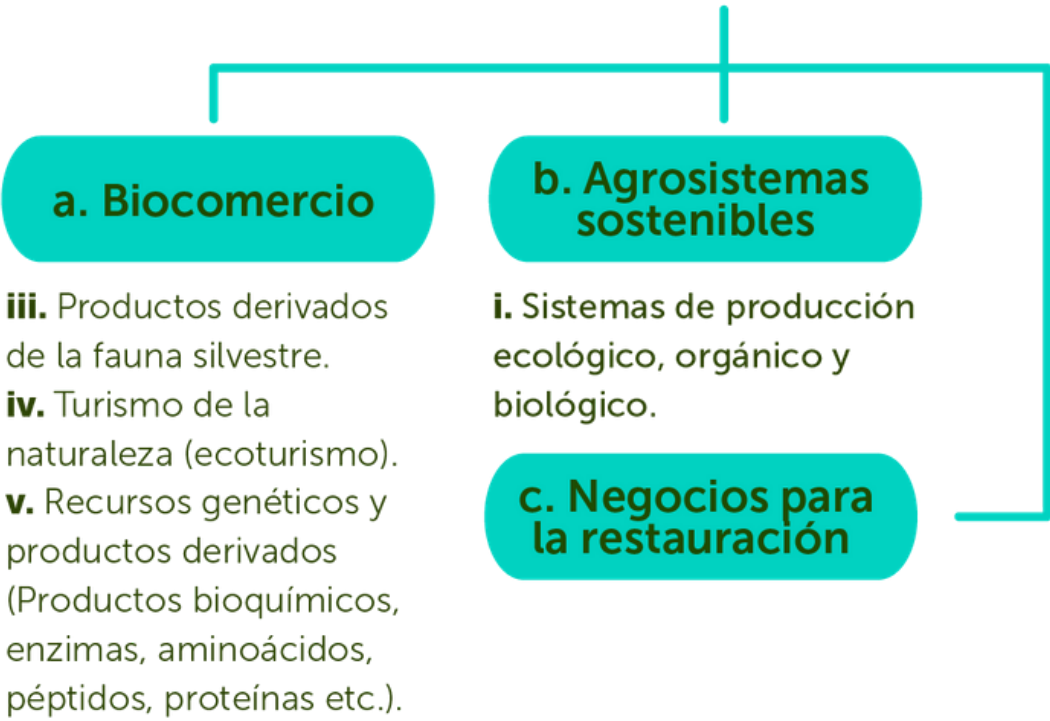 a. Biocomercio
iii. Productos derivados
de la fauna silvestre.
iv. Turismo de la
naturaleza (ecoturismo).
v. Recursos genéticos y
productos derivados
(Productos bioquímicos,
enzimas, aminoácidos,
péptidos, proteínas etc.).
b. Agrosistemas
sostenibles
i. Sistemas de producción
ecológico, orgánico y
biológico.
c. Negocios para
la restauración